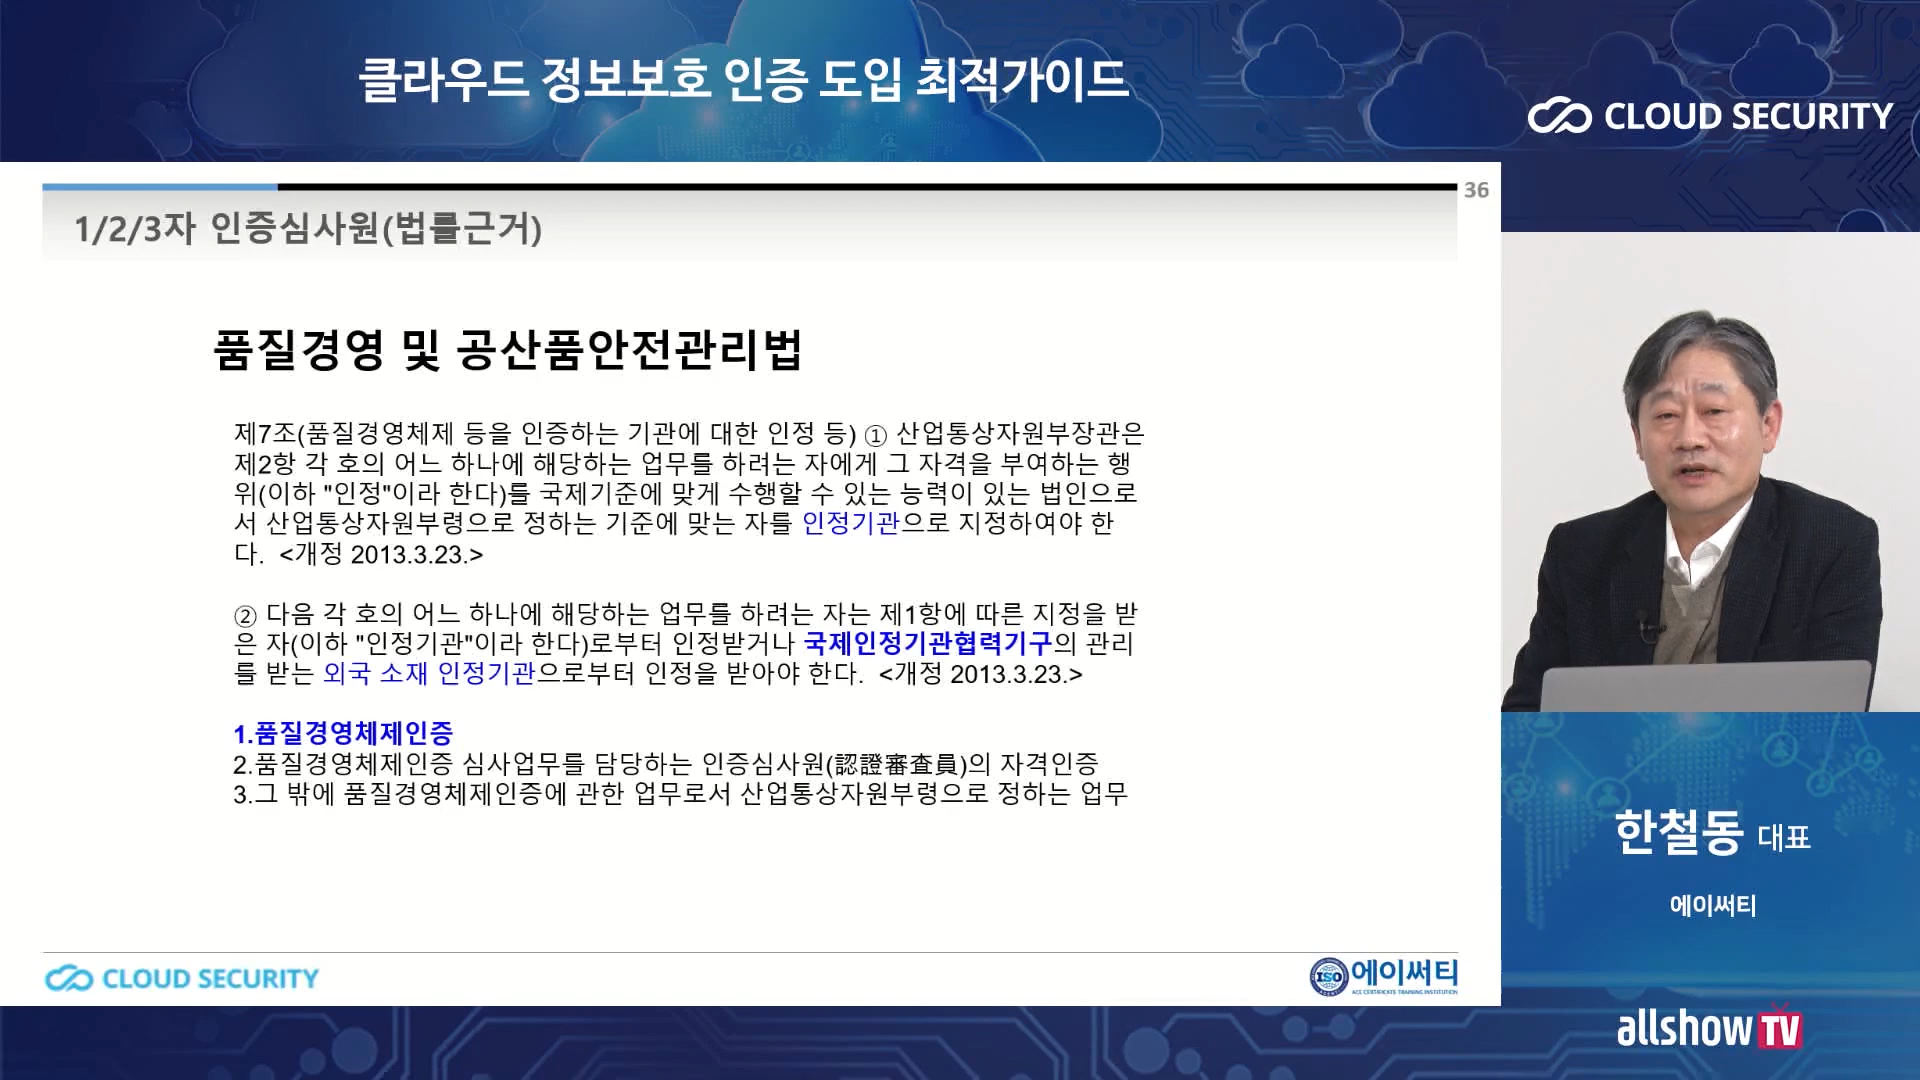 클라우드 정보보호 인증 도입 최적가이드
CLOUD SECURITY
36
1/2/3자 인증심사원(법률근거)
품질경영 및 공산품안전관리법
제7조(품질경영체제 등을 인증하는 기관에 대한 인정 등) ① 산업통상자원부장관은
제2항 각 호의 어느 하나에 해당하는 업무를 하려는 자에게 그 자격을 부여하는 행
위(이하 "인정"이라 한다)를 국제기준에 맞게 수행할 수 있는 능력이 있는 법인으로
서 산업통상자원부령으로 정하는 기준에 맞는 자를 인정기관으로 지정하여야 한
다. <개정 2013.3.23.>
② 다음 각 호의 어느 하나에 해당하는 업무를 하려는 자는 제1항에 따른 지정을 받
은 자(이하 "인정기관"이라 한다)로부터 인정받거나 국제인정기관협력기구의 관리
를 받는 외국 소재 인정기관으로부터 인정을 받아야 한다. <개정 2013.3.23.>
1.품질경영체제인증
2.품질경영체제인증 심사업무를 담당하는 인증심사원(認證審査員)의 자격인증
3.그 밖에 품질경영체제인증에 관한 업무로서 산업통상자원부령으로 정하는 업무
한철동 대표
에이써티
CLOUD SECURITY
ISO 에이써티
ACE CERTIFICATE TRAINING INSTITUTION
allshow TV